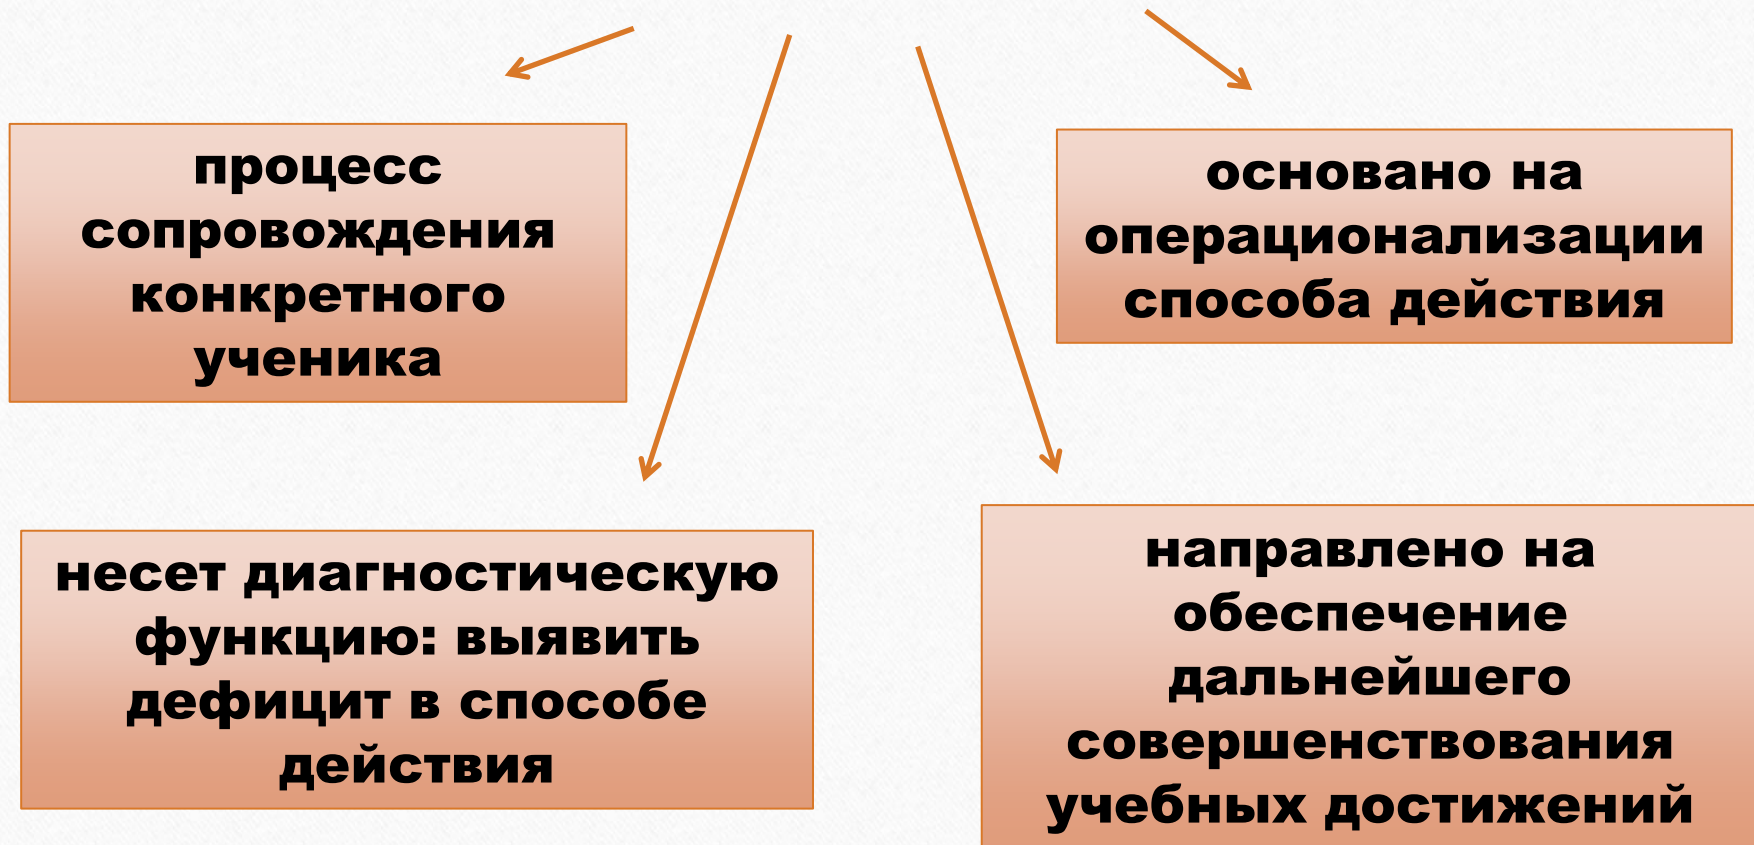 процесс
сопровождения
конкретного
ученика
основано на
операционализации
способа действия
несет диагностическую
функцию: выявить
дефицит в способе
действия
направлено на
обеспечение
дальнейшего
совершенствования
учебных достижений